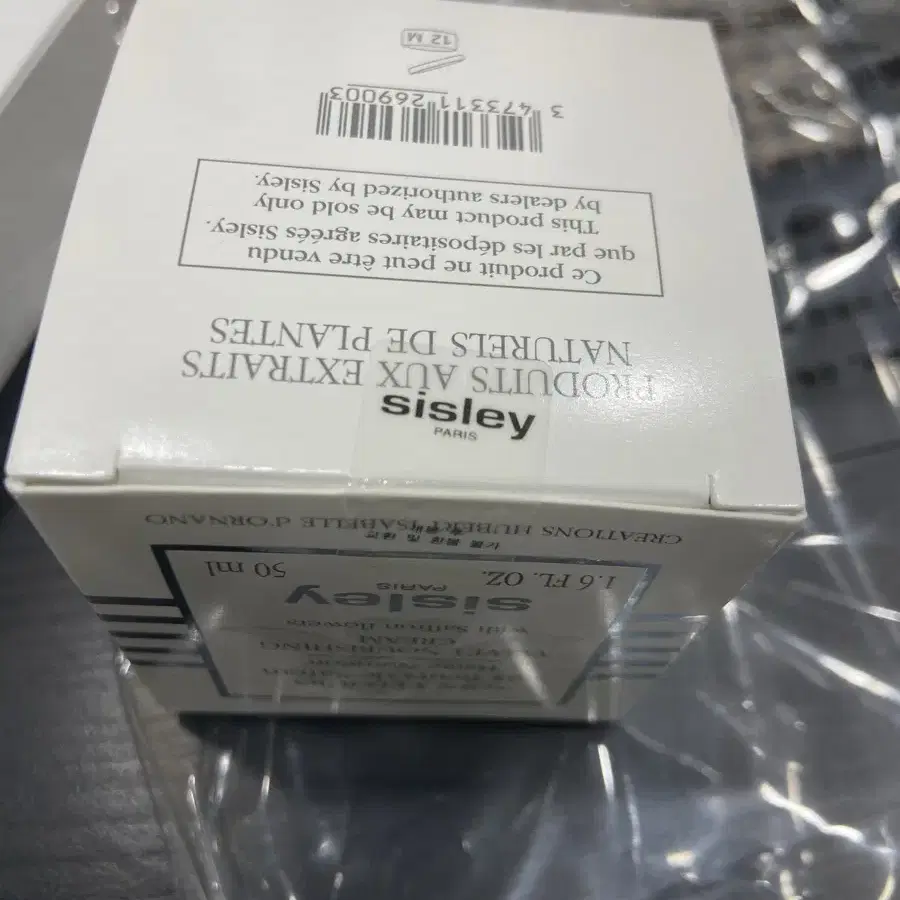 NOURISHING
CREAM
with Saffron flowers
sisley
PARIS
1.6 FL. OZ. 50 ml
CREATIONS HUBERT ISABELLE d'ORNANO
sisley
PARIS
PRODUITS AUX EXTRAITS
NATURELS DE PLANTES
Ce produit ne peut être vendu
que par les dépositaires agréés Sisley.
This product may be sold only
by dealers authorized by Sisley.
3 473311 269003
12 M